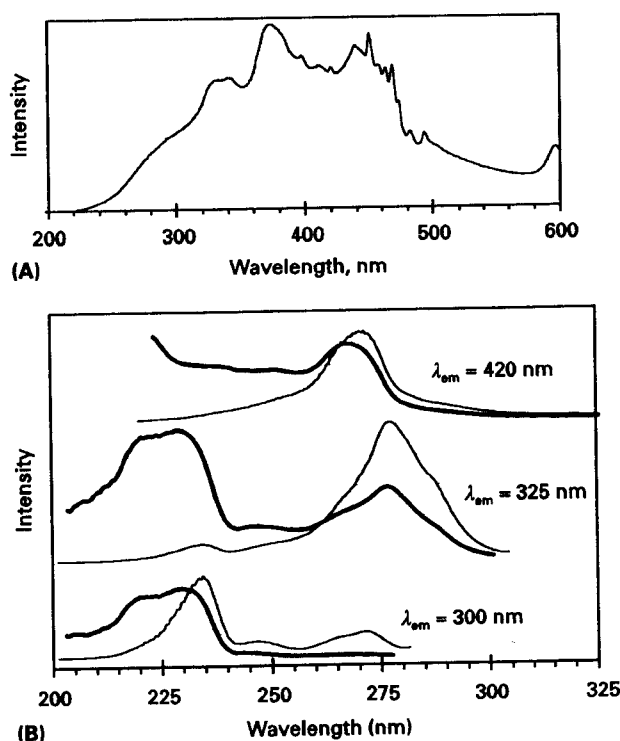 Intensity
200 300 400 500 600
Wavelength, nm
(A)
λem = 420 nm
λem = 325 nm
λem = 300 nm
Intensity
200 225 250 275 300 325
Wavelength (nm)
(B)